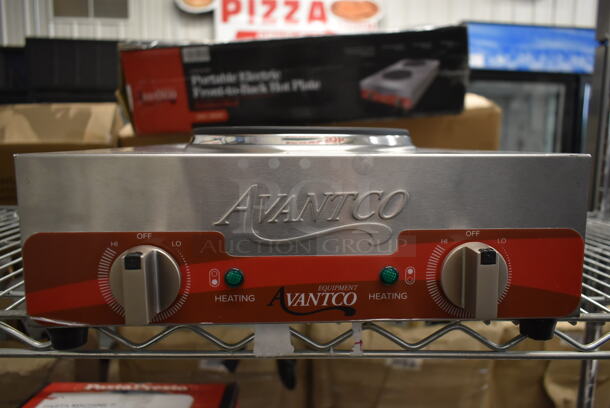 PIZZA
Portable Electric
Front-to-Back Hot Plate
AVANTCO
AUCTION GROUP
OFF
HI
LO
HEATING
EQUIPMENT
AVANTCO
HEATING
OFF
HI
LO